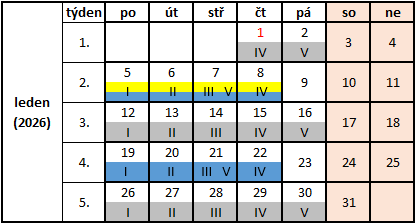 týden po út stř čt pá so ne
1. 1 2 3 4
IV V
2. 5 6 7 8 9 10 11
I II III V IV
leden
(2026)
3. 12 13 14 15 16 17 18
I II III IV V
4. 19 20 21 22 23 24 25
I II III V IV
5. 26 27 28 29 30 31
I II III IV V